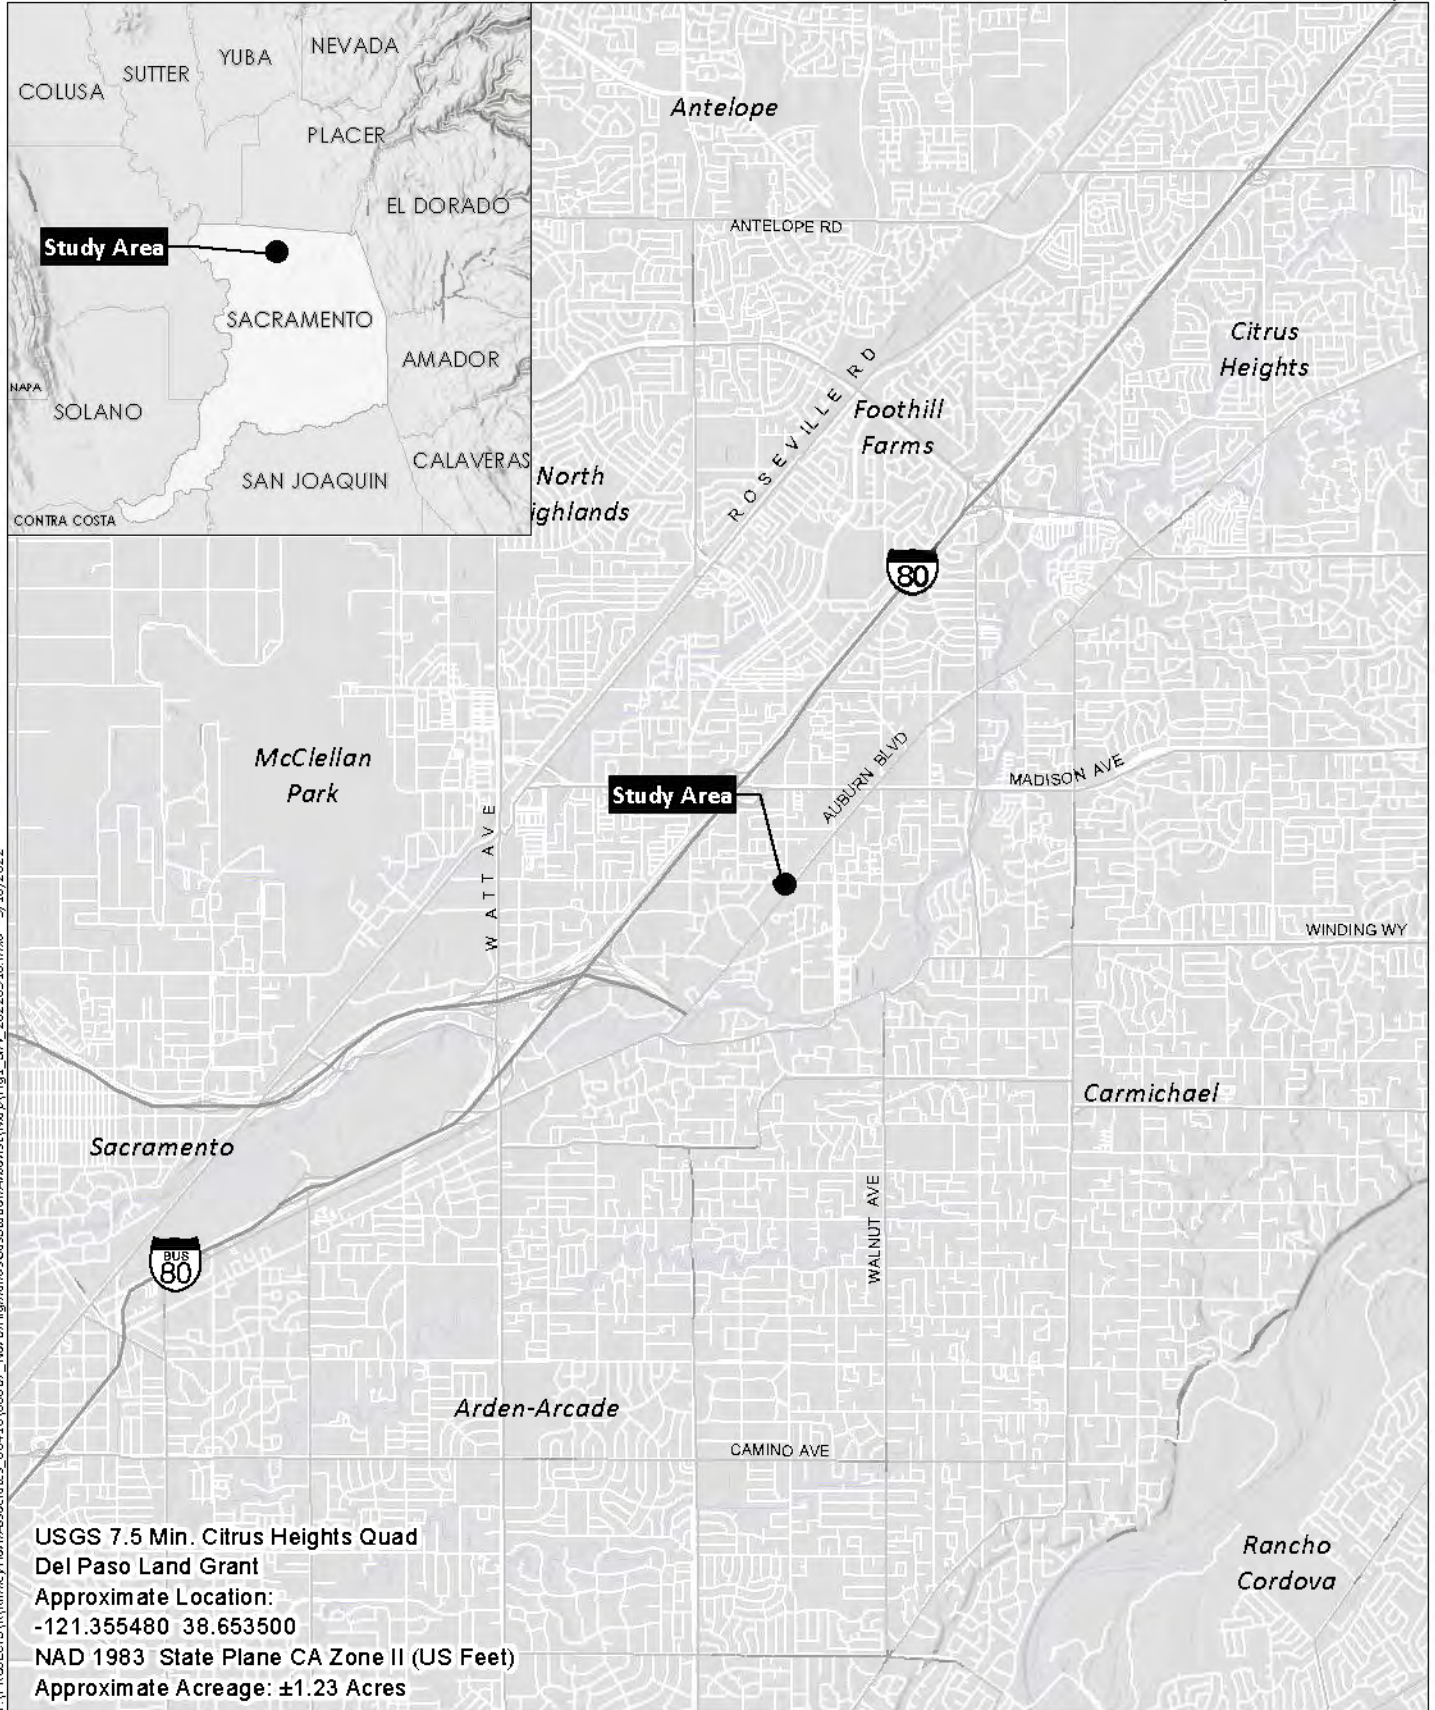 NEVADA
YUBA
SUTTER
COLUSA
PLACER
EL DORADO
Study Area
SACRAMENTO
AMADOR
NAPA
SOLANO
CALAVERAS
SAN JOAQUIN
CONTRA COSTA
Antelope
ANTELOPE RD
Citrus
Heights
ROSEVILLE RD
Foothill
Farms
North
ighlands
80
McClellan
Park
AUBURN BLVD
MADISON AVE
Study Area
WATT AVE
WINDING WY
Carmichael
Sacramento
WALNUT AVE
BUS
80
Arden-Arcade
CAMINO AVE
Rancho
Cordova
USGS 7.5 Min. Citrus Heights Quad
Del Paso Land Grant
Approximate Location:
-121.355480 38.653500
NAD 1983 State Plane CA Zone II (US Feet)
Approximate Acreage: ±1.23 Acres